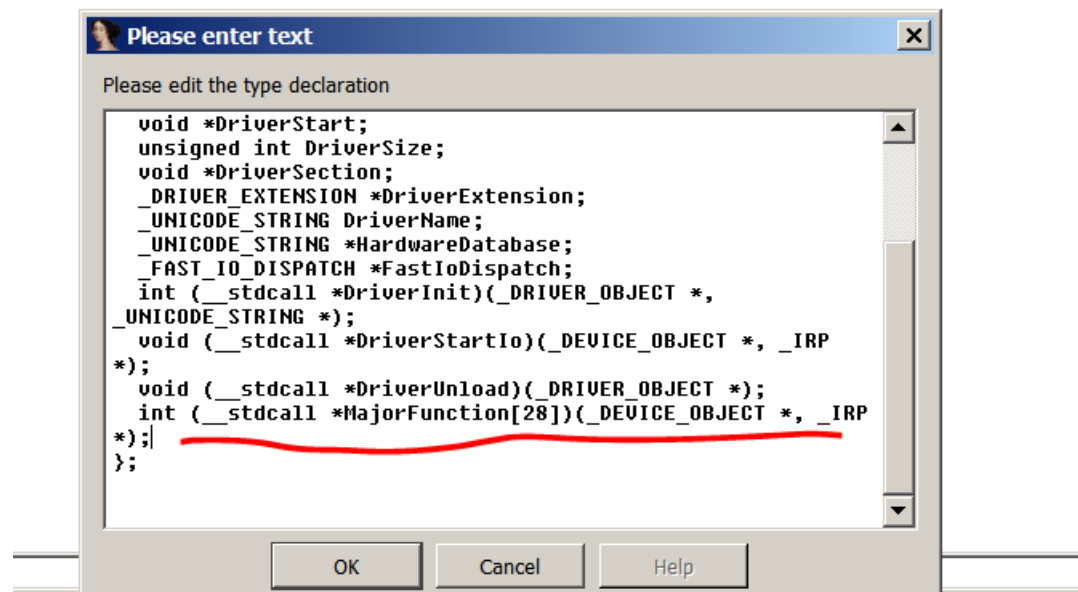 Please enter text
Please edit the type declaration
void *DriverStart;
unsigned int DriverSize;
void *DriverSection;
_DRIVER_EXTENSION *DriverExtension;
_UNICODE_STRING DriverName;
_UNICODE_STRING *HardwareDatabase;
_FAST_IO_DISPATCH *FastIoDispatch;
int (__stdcall *DriverInit)(_DRIVER_OBJECT *,
_UNICODE_STRING *);
void (__stdcall *DriverStartIo)(_DEVICE_OBJECT *, _IRP
*);
void (__stdcall *DriverUnload)(_DRIVER_OBJECT *);
int (__stdcall *MajorFunction[28])(_DEVICE_OBJECT *, _IRP
*);
};
OK Cancel Help